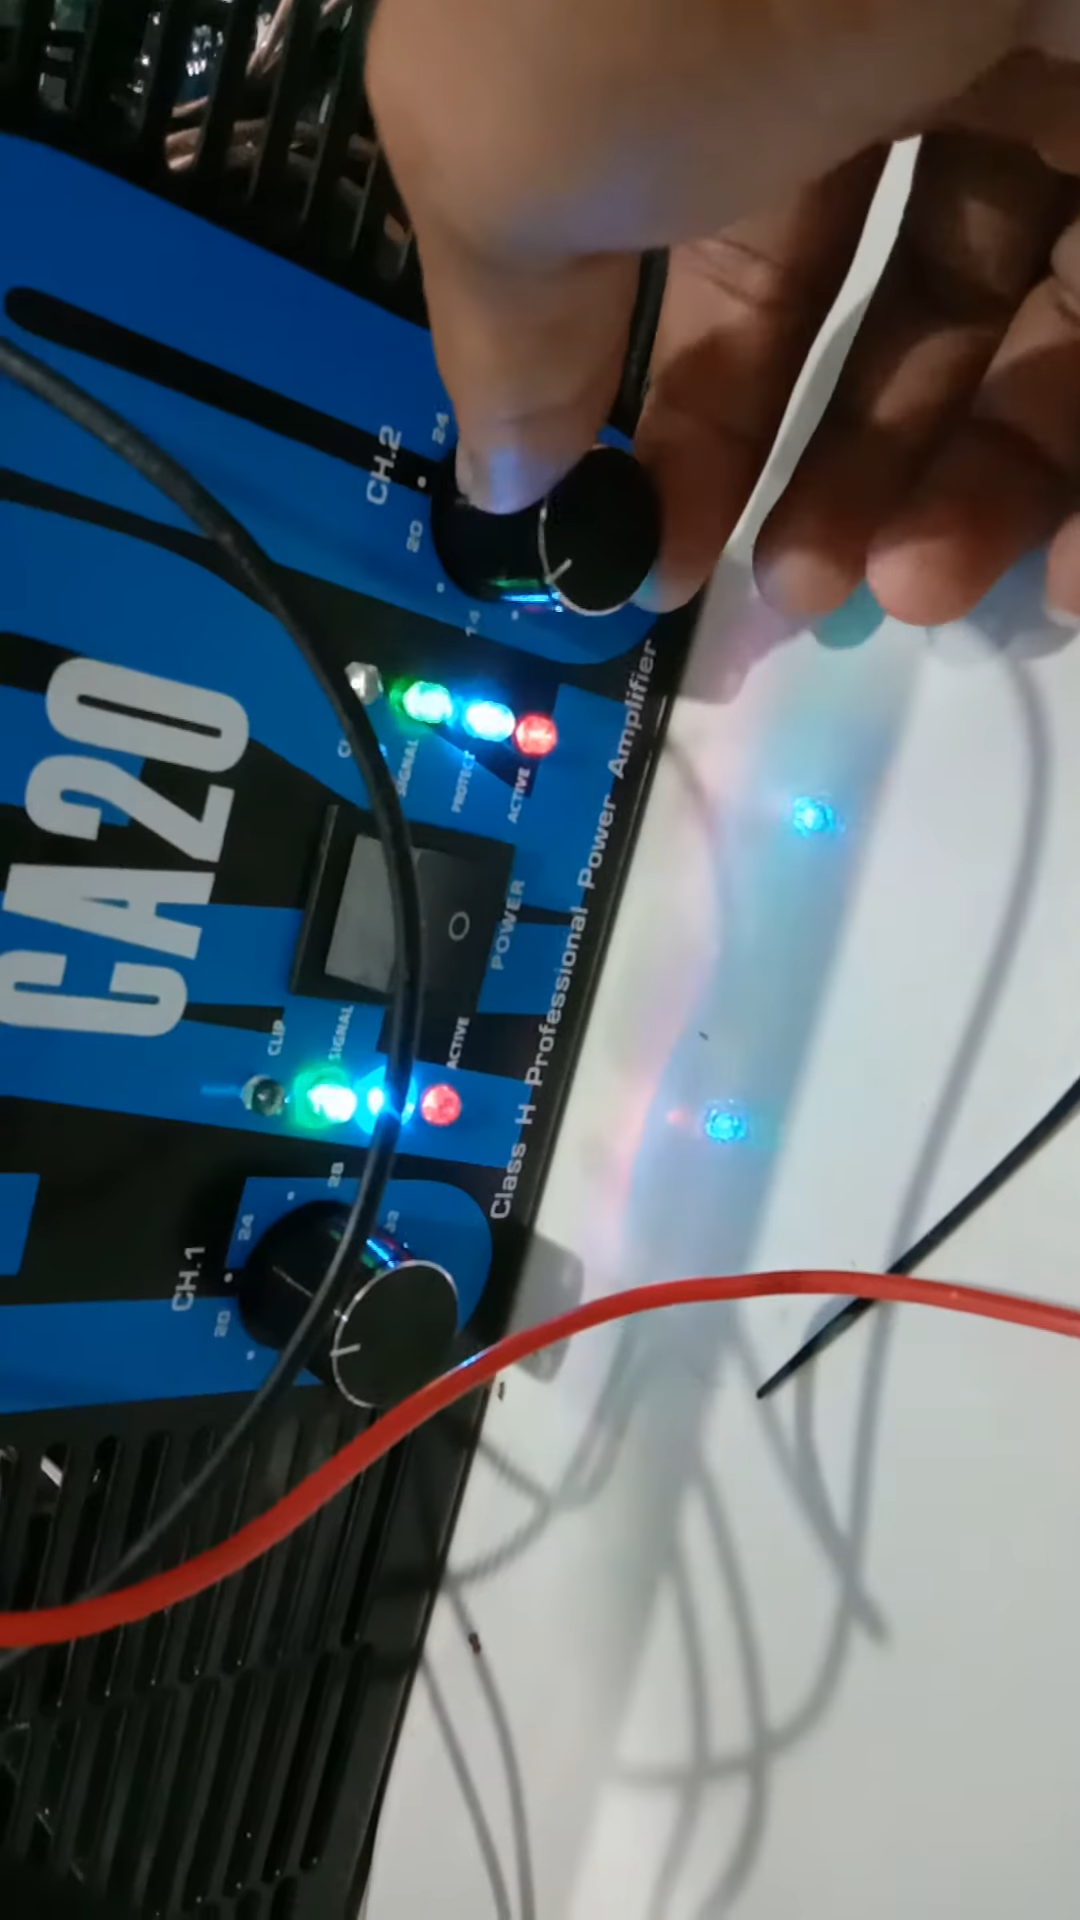 CA20
CH.2
24
20
14
SIGNAL
PROTECT
ACTIVE
POWER
CLIP
SIGNAL
ACTIVE
CH.1
28
24
20
32
Class H Professional Power Amplifier